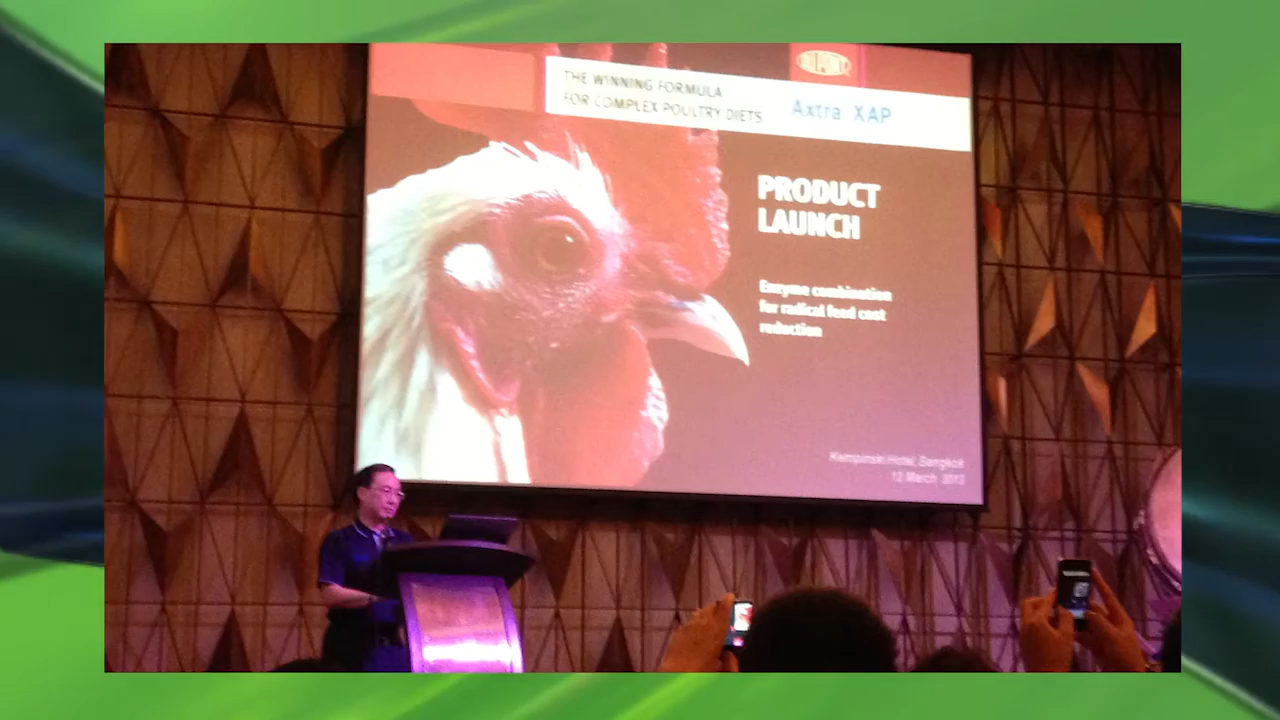 THE WINNING FORMULA
FOR COMPLEX POULTRY DIETS
Axtra XAP
DUPONT
PRODUCT
LAUNCH
Enzyme combination
for radical feed cost
reduction
Kempinski Hotel, Bangkok
12 March